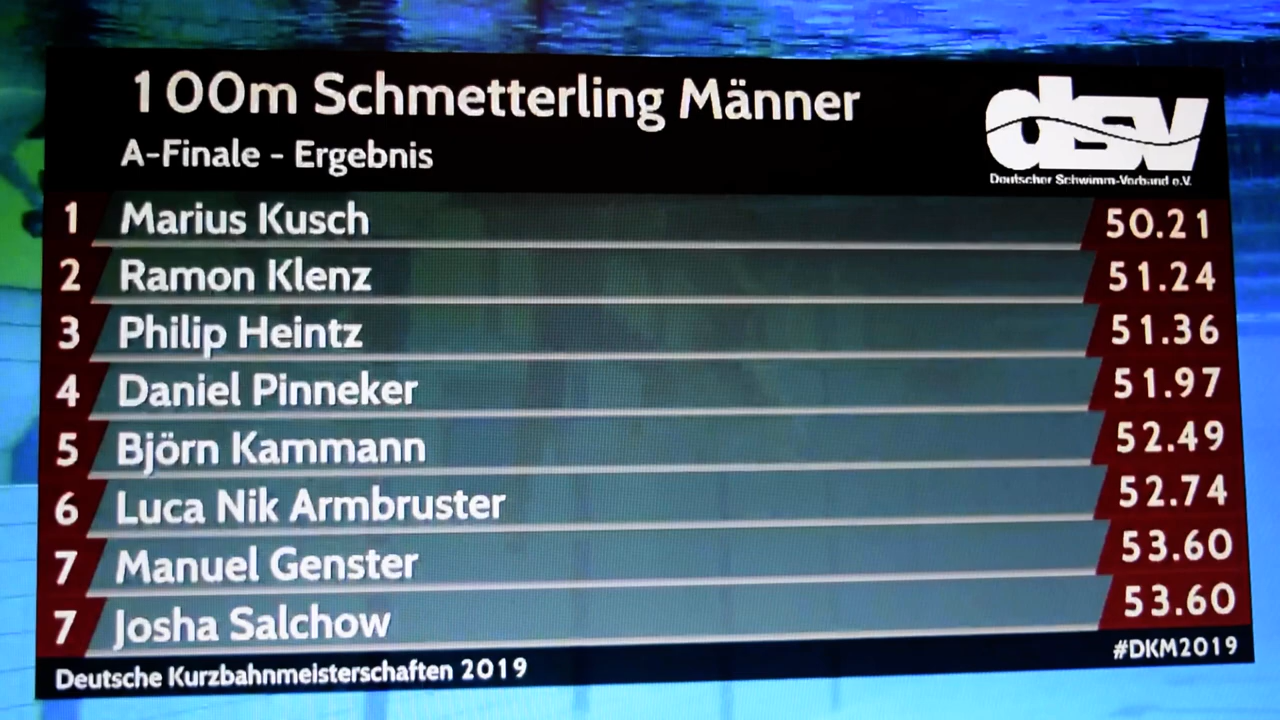 100m Schmetterling Männer
A-Finale - Ergebnis
dsv
Deutscher Schwimm-Verband e.V.
1 Marius Kusch 50.21
2 Ramon Klenz 51.24
3 Philip Heintz 51.36
4 Daniel Pinneker 51.97
5 Björn Kammann 52.49
6 Luca Nik Armbruster 52.74
7 Manuel Genster 53.60
7 Josha Salchow 53.60
Deutsche Kurzbahnmeisterschaften 2019 #DKM2019